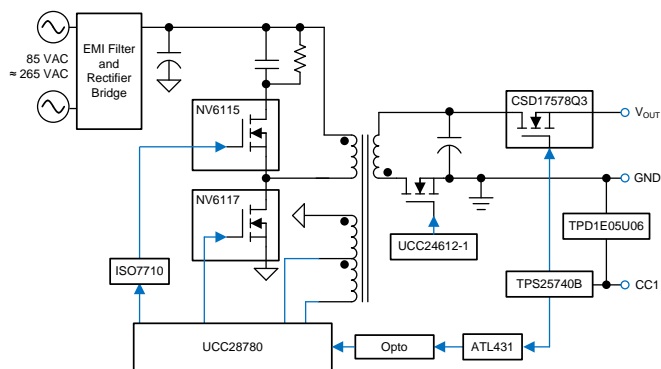 85 VAC
≈ 265 VAC
EMI Filter
and
Rectifier
Bridge
NV6115
NV6117
ISO7710
UCC28780
CSD17578Q3
V_OUT
GND
TPD1E05U06
UCC24612-1
TPS25740B
CC1
Opto
ATL431